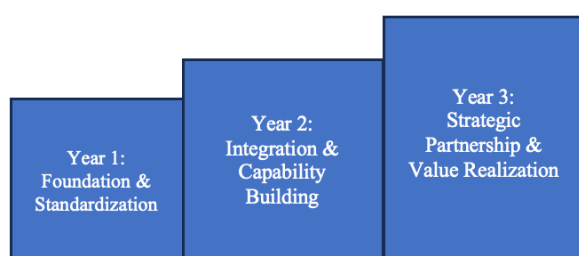 Year 1:
Foundation &
Standardization
Year 2:
Integration &
Capability
Building
Year 3:
Strategic
Partnership &
Value Realization